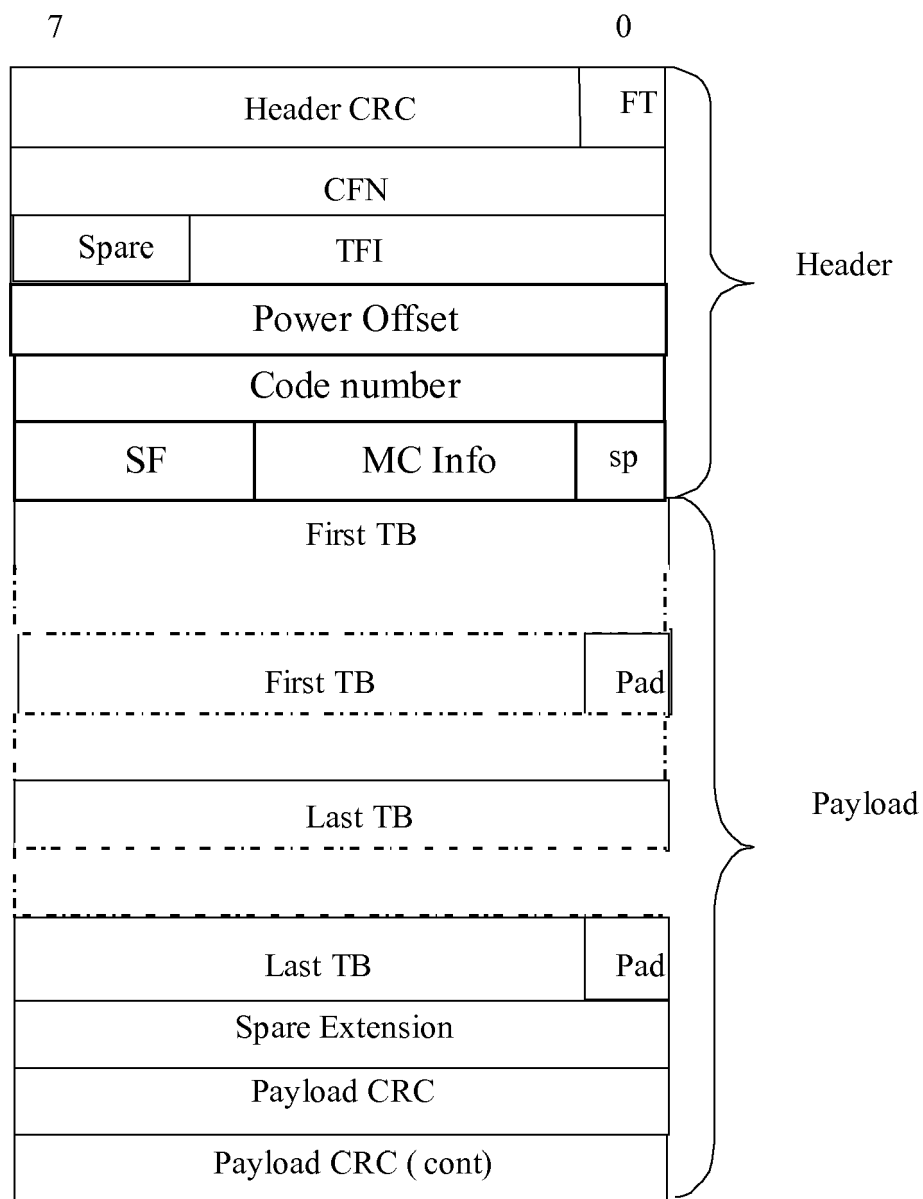 7 0
Header CRC FT
CFN
Spare TFI
Header
Power Offset
Code number
SF MC Info sp
First TB
First TB Pad
Last TB
Payload
Last TB Pad
Spare Extension
Payload CRC
Payload CRC ( cont)